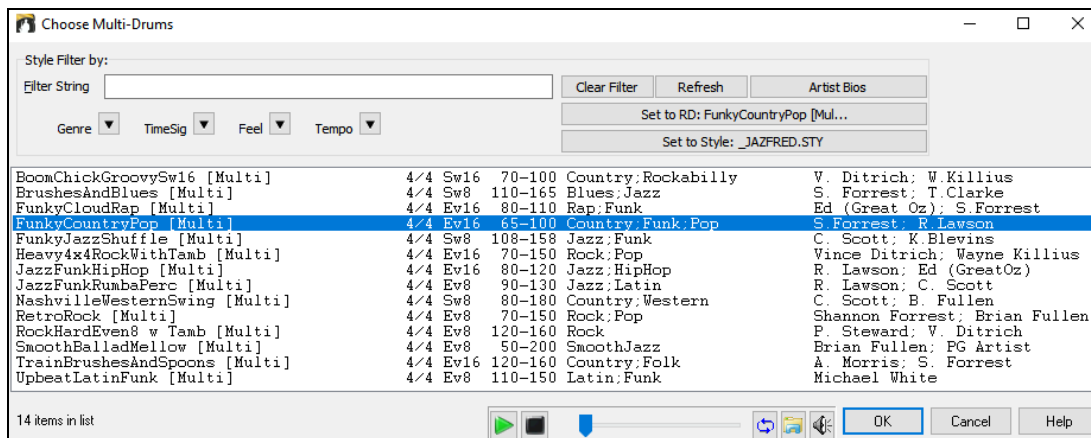 Choose Multi-Drums
Style Filter by:
Filter String
Clear Filter Refresh Artist Bios
Set to RD: FunkyCountryPop [Mul...
Genre TimeSig Feel Tempo
Set to Style: _JAZFRED.STY
BoomChickGroovySw16 [Multi] 4/4 Sw16 70-100 Country;Rockabilly V. Ditrich; W.Killius
BrushesAndBlues [Multi] 4/4 Sw8 110-165 Blues;Jazz S. Forrest; T.Clarke
FunkyCloudRap [Multi] 4/4 Ev16 80-110 Rap;Funk Ed (Great Oz); S.Forrest
FunkyCountryPop [Multi] 4/4 Ev16 65-100 Country;Funk;Pop S.Forrest; R.Lawson
FunkyJazzShuffle [Multi] 4/4 Sw8 108-158 Jazz;Funk C. Scott; K.Blevins
Heavy4x4RockWithTamb [Multi] 4/4 Ev16 70-150 Rock;Pop Vince Ditrich; Wayne Killius
JazzFunkHipHop [Multi] 4/4 Ev16 80-120 Jazz;HipHop R. Lawson; Ed (GreatOz)
JazzFunkRumbaPerc [Multi] 4/4 Ev8 90-130 Jazz;Latin R. Lawson; C. Scott
NashvilleWesternSwing [Multi] 4/4 Sw8 80-180 Country;Western C. Scott; B. Fullen
RetroRock [Multi] 4/4 Ev8 70-150 Rock;Pop Shannon Forrest; Brian Fullen
RockHardEven8 w Tamb [Multi] 4/4 Ev8 120-160 Rock P. Steward; V. Ditrich
SmoothBalladMellow [Multi] 4/4 Ev8 50-200 SmoothJazz Brian Fullen; PG Artist
TrainBrushesAndSpoons [Multi] 4/4 Ev16 120-160 Country;Folk A. Morris; S. Forrest
UpbeatLatinFunk [Multi] 4/4 Ev8 110-150 Latin;Funk Michael White
14 items in list
OK Cancel Help